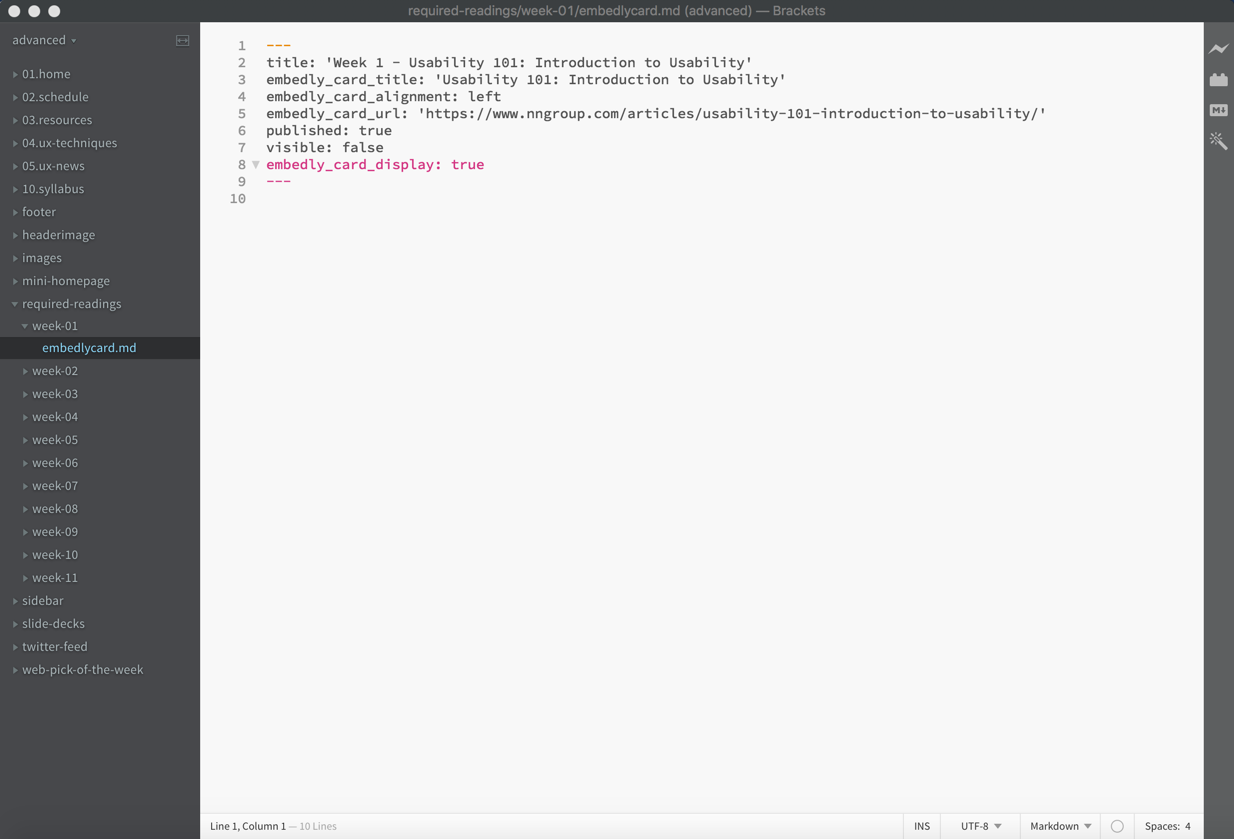 required-readings/week-01/embedlycard.md (advanced) — Brackets
advanced
01.home
02.schedule
03.resources
04.ux-techniques
05.ux-news
10.syllabus
footer
headerimage
images
mini-homepage
required-readings
week-01
embedlycard.md
week-02
week-03
week-04
week-05
week-06
week-07
week-08
week-09
week-10
week-11
sidebar
slide-decks
twitter-feed
web-pick-of-the-week
1 ---
2 title: 'Week 1 - Usability 101: Introduction to Usability'
3 embedly_card_title: 'Usability 101: Introduction to Usability'
4 embedly_card_alignment: left
5 embedly_card_url: 'https://www.nngroup.com/articles/usability-101-introduction-to-usability/'
6 published: true
7 visible: false
8 embedly_card_display: true
9 ---
10
M↓
Line 1, Column 1 — 10 Lines
INS UTF-8 Markdown Spaces: 4